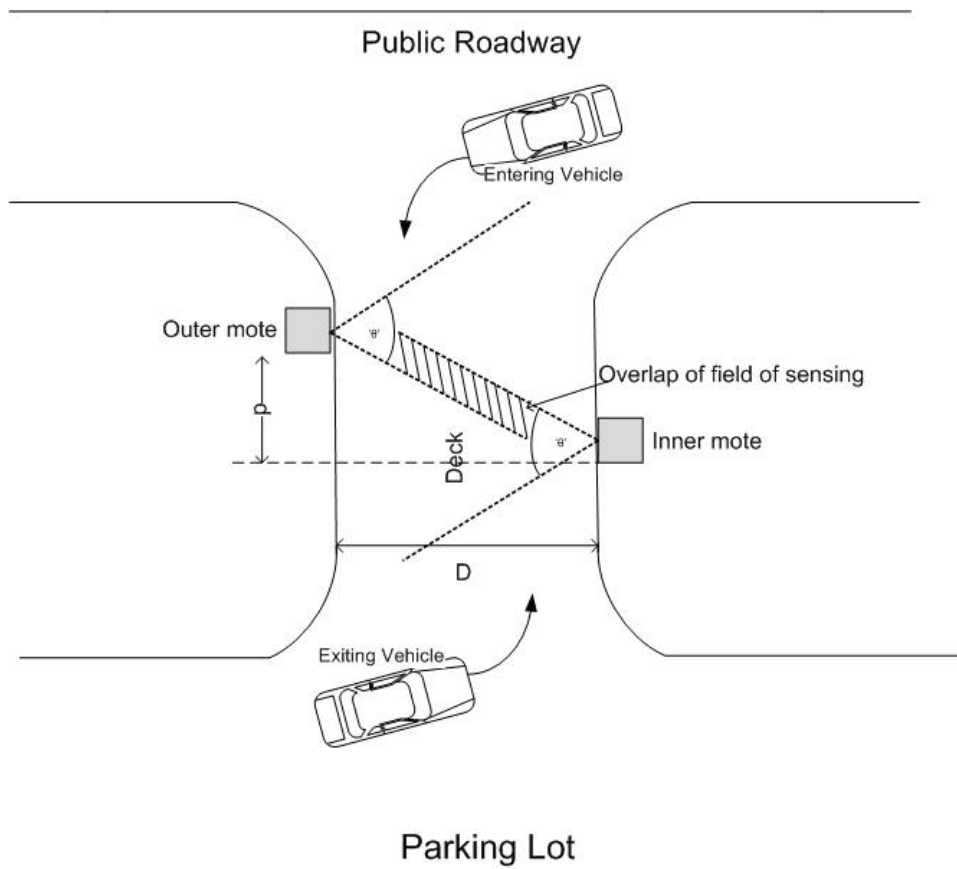 Public Roadway
Entering Vehicle
Outer mote
Overlap of field of sensing
Inner mote
Deck
D
Exiting Vehicle
Parking Lot